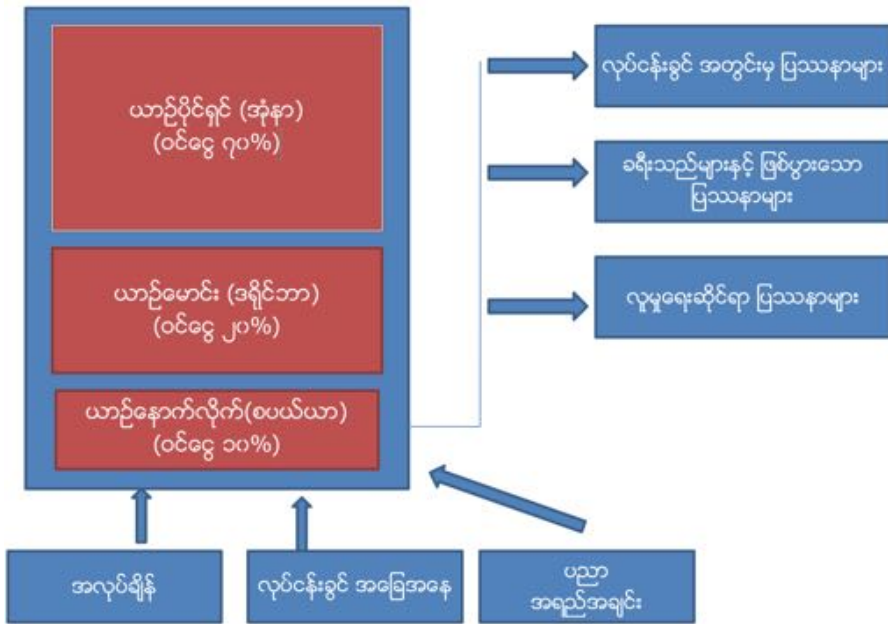 ယာဉ်ပိုင်ရှင် (အုံနာ)
(ဝင်ငွေ ၇၀%)
ယာဉ်မောင်း (ဒရိုင်ဘာ)
(ဝင်ငွေ ၂၀%)
ယာဉ်နောက်လိုက်(စပယ်ယာ)
(ဝင်ငွေ ၁၀%)
လုပ်ငန်းခွင် အတွင်းမှ ပြဿနာများ
ခရီးသည်များနှင့် ဖြစ်ပွားသော
ပြဿနာများ
လူမှုရေးဆိုင်ရာ ပြဿနာများ
အလုပ်ချိန်
လုပ်ငန်းခွင် အခြေအနေ
ပညာ
အရည်အချင်း